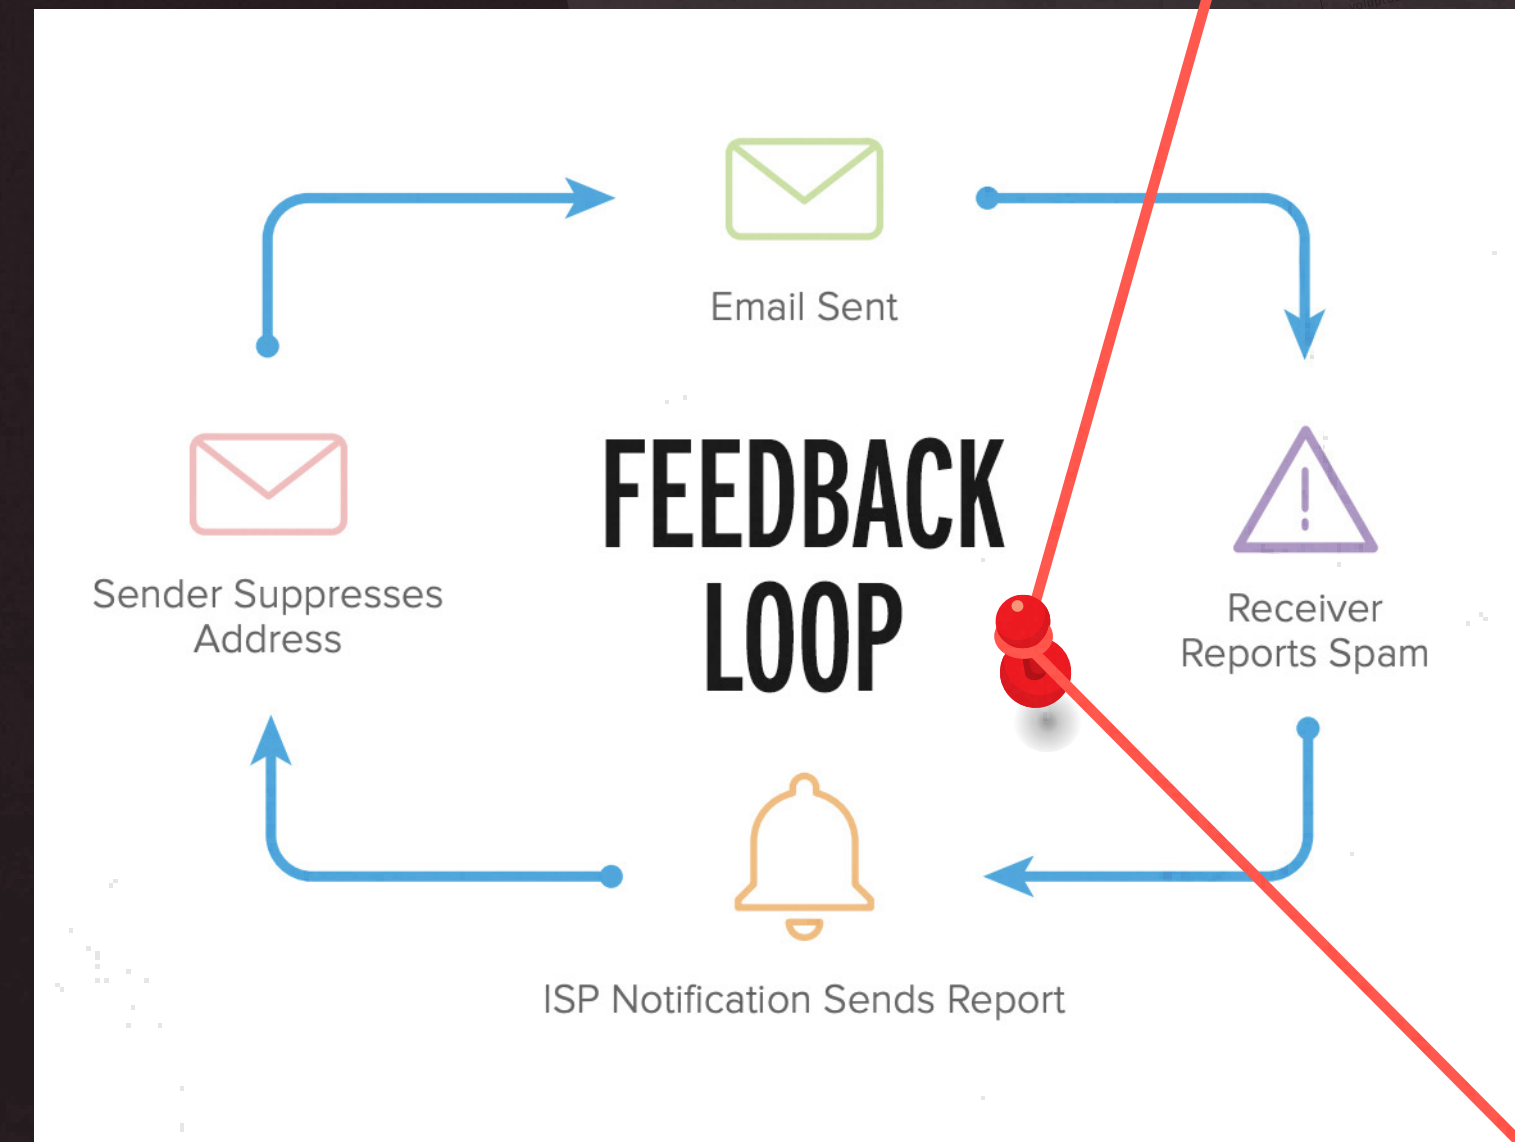 Email Sent
FEEDBACK
LOOP
Sender Suppresses
Address
Receiver
Reports Spam
ISP Notification Sends Report